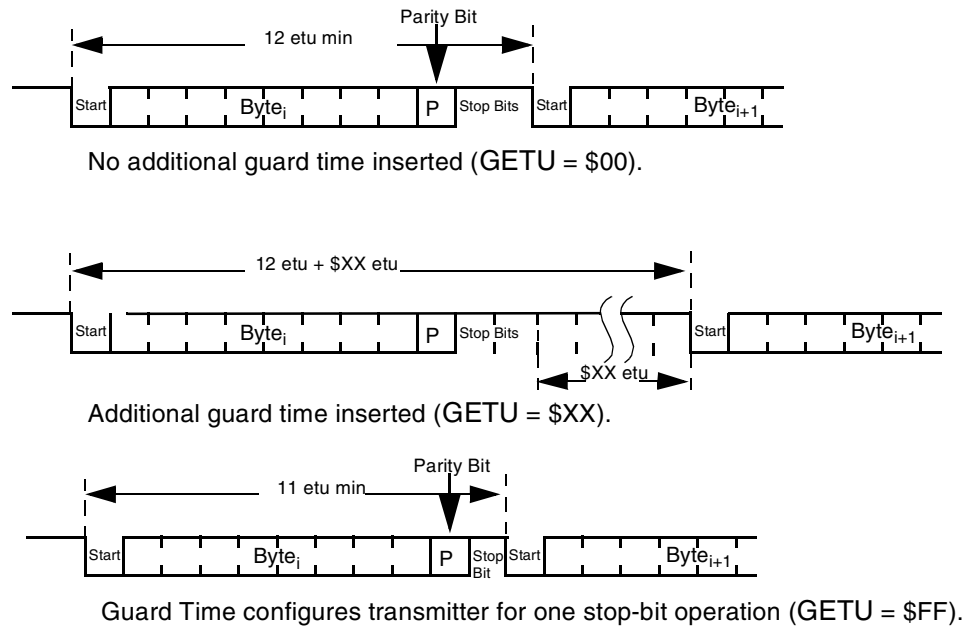 Parity Bit
12 etu min
Start Byte_i P Stop Bits Start Byte_{i+1}
No additional guard time inserted (GETU = $00).
12 etu + $XX etu
Start Byte_i P Stop Bits Start Byte_{i+1}
$XX etu
Additional guard time inserted (GETU = $XX).
Parity Bit
11 etu min
Start Byte_i P Stop Bit Start Byte_{i+1}
Guard Time configures transmitter for one stop-bit operation (GETU = $FF).